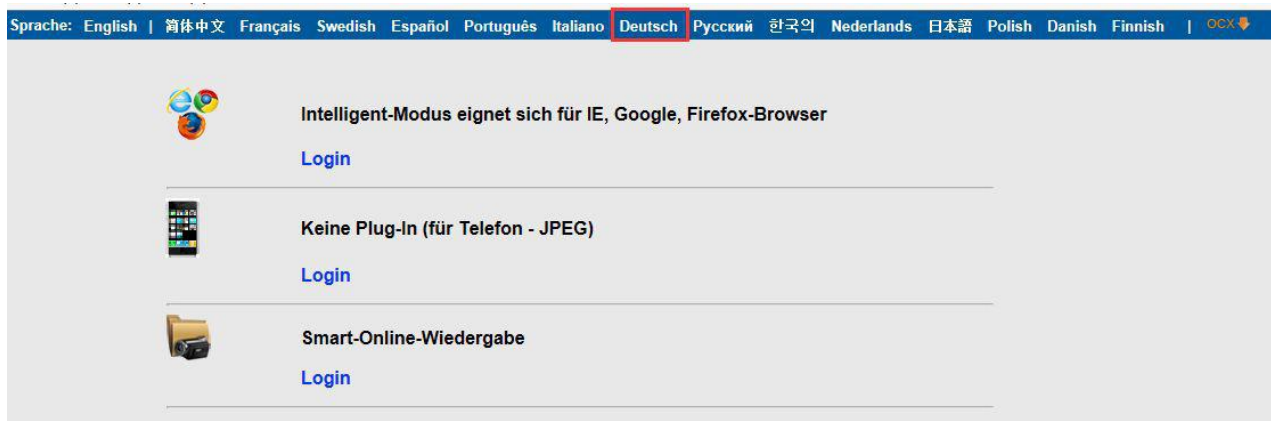 Sprache: English | 简体中文 Français Swedish Español Português Italiano Deutsch Русский 한국의 Nederlands 日本語 Polish Danish Finnish | OCX
Intelligent-Modus eignet sich für IE, Google, Firefox-Browser
Login
Keine Plug-In (für Telefon - JPEG)
Login
Smart-Online-Wiedergabe
Login